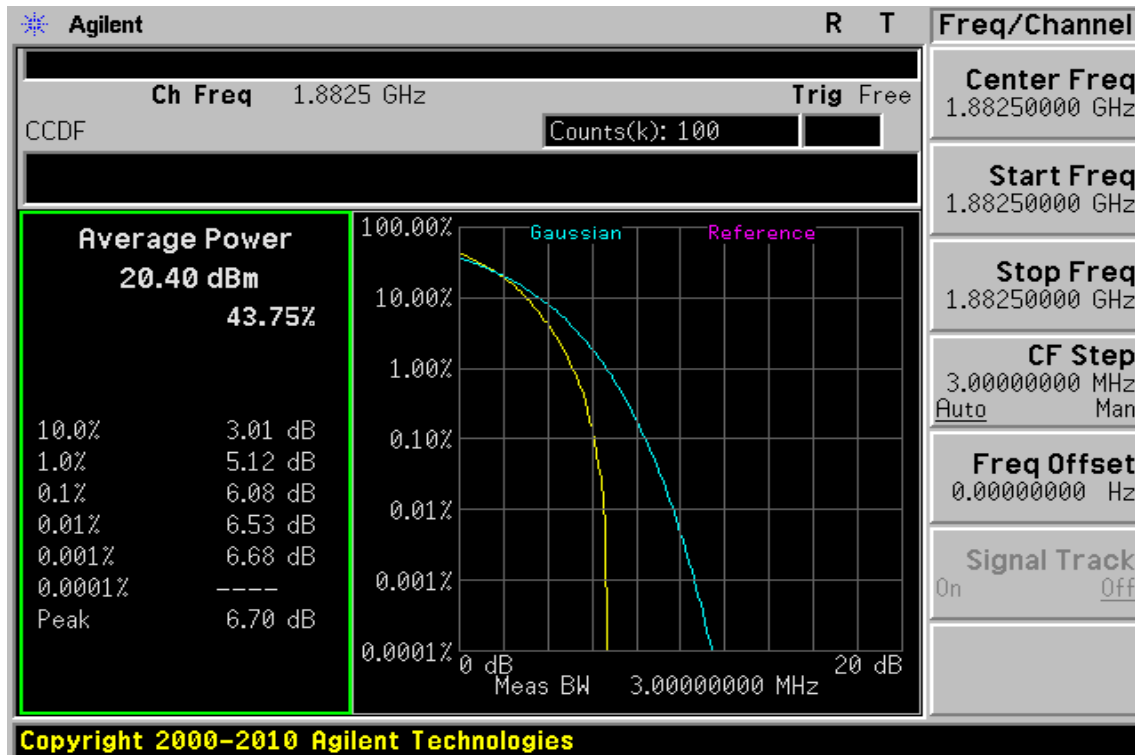 Agilent R T Freq/Channel
Ch Freq 1.8825 GHz Trig Free
CCDF Counts(k): 100
Center Freq
1.88250000 GHz
Start Freq
1.88250000 GHz
Stop Freq
1.88250000 GHz
CF Step
3.00000000 MHz
Auto Man
Freq Offset
0.00000000 Hz
Signal Track
On Off
Average Power
20.40 dBm
43.75%
10.0% 3.01 dB
1.0% 5.12 dB
0.1% 6.08 dB
0.01% 6.53 dB
0.001% 6.68 dB
0.0001% ----
Peak 6.70 dB
Gaussian Reference
100.00%
10.00%
1.00%
0.10%
0.01%
0.001%
0.0001%
0 dB 20 dB
Meas BW 3.00000000 MHz
Copyright 2000-2010 Agilent Technologies